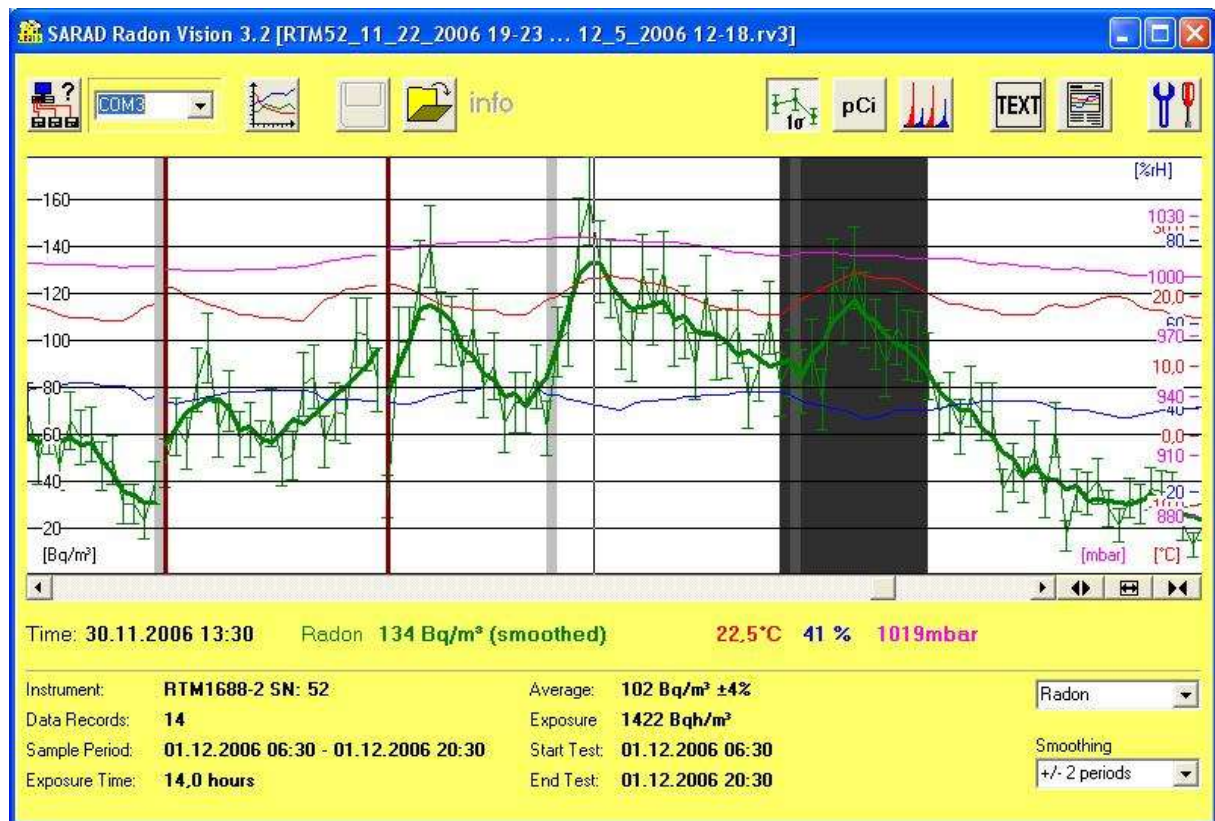 SARAD Radon Vision 3.2 [RTM52_11_22_2006 19-23 ... 12_5_2006 12-18.rv3]
? COM3 info 1σ pCi TEXT
[%rH]
160
1030
140
80
120
1000
20,0
100
60
970
10,0
80
940
40
60
0,0
910
40
20
20
880
[Bq/m³] [mbar] [°C]
Time: 30.11.2006 13:30 Radon 134 Bq/m³ (smoothed) 22,5°C 41 % 1019mbar
Instrument: RTM1688-2 SN: 52 Average: 102 Bq/m³ ±4% Radon
Data Records: 14 Exposure 1422 Bqh/m³
Sample Period: 01.12.2006 06:30 - 01.12.2006 20:30 Start Test: 01.12.2006 06:30 Smoothing
Exposure Time: 14,0 hours End Test: 01.12.2006 20:30 +/- 2 periods